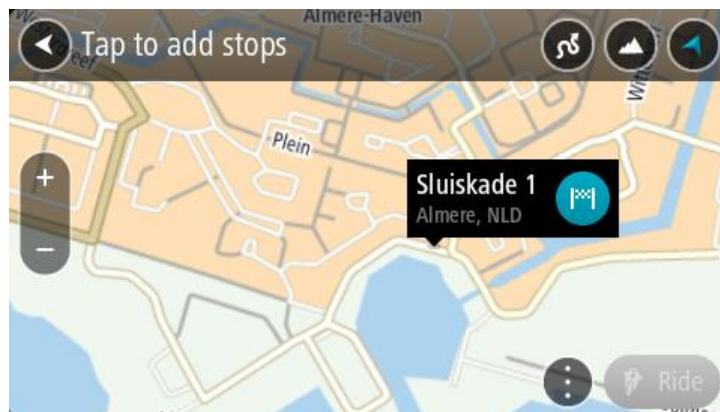 Almere-Haven
Tap to add stops
Plein
+
Sluiskade 1
Almere, NLD
−
Ride